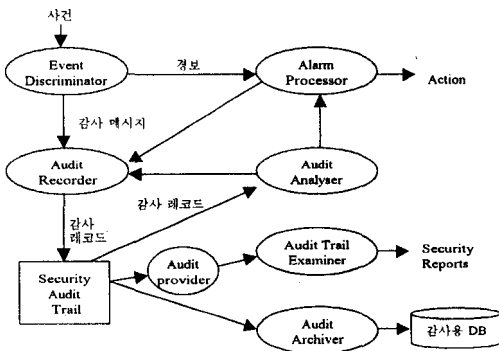 사건
Event
Discriminator
경보
Alarm
Processor
Action
감사 메시지
Audit
Recorder
Audit
Analyser
감사 레코드
감사
레코드
Security
Audit
Trail
Audit
provider
Audit Trail
Examiner
Security
Reports
Audit
Archiver
감사용 DB